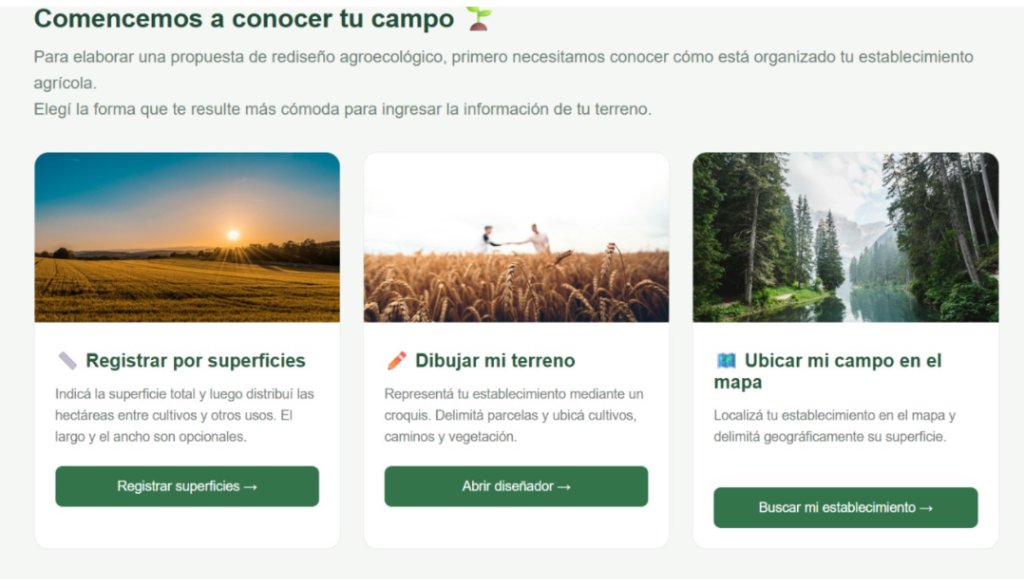 Comencemos a conocer tu campo 🌱
Para elaborar una propuesta de rediseño agroecológico, primero necesitamos conocer cómo está organizado tu establecimiento
agrícola.
Elegí la forma que te resulte más cómoda para ingresar la información de tu terreno.
📏 Registrar por superficies
Indicá la superficie total y luego distribuí las
hectáreas entre cultivos y otros usos. El
largo y el ancho son opcionales.
Registrar superficies →
🖍️ Dibujar mi terreno
Representá tu establecimiento mediante un
croquis. Delimitá parcelas y ubicá cultivos,
caminos y vegetación.
Abrir diseñador →
🗺️ Ubicar mi campo en el
mapa
Localizá tu establecimiento en el mapa y
delimitá geográficamente su superficie.
Buscar mi establecimiento →